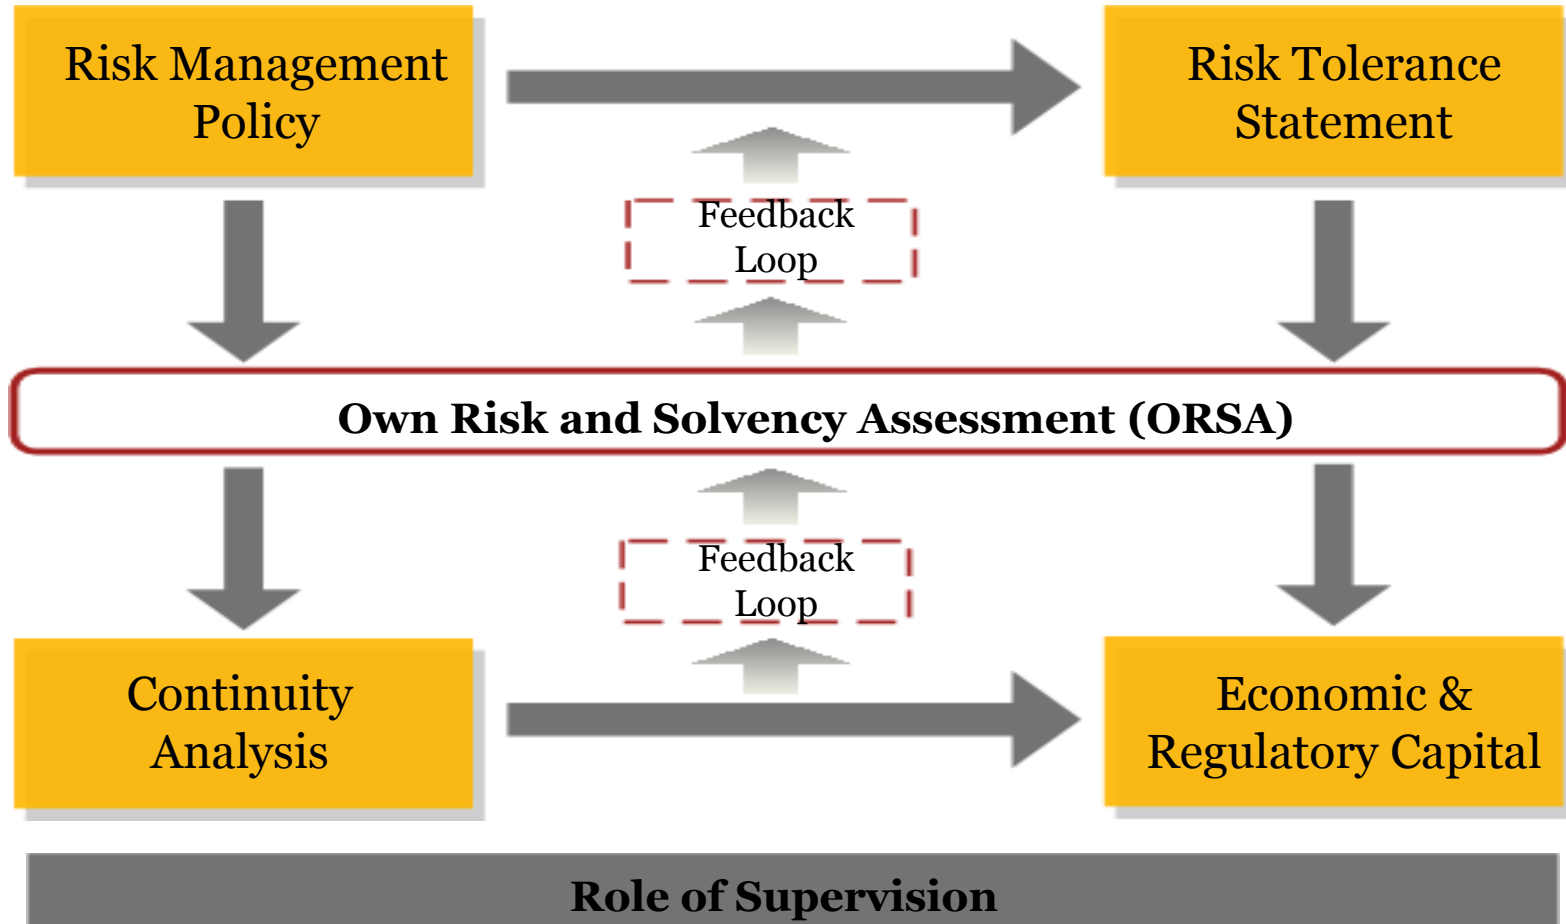 Risk Management
Policy
Risk Tolerance
Statement
Feedback
Loop
Own Risk and Solvency Assessment (ORSA)
Feedback
Loop
Continuity
Analysis
Economic &
Regulatory Capital
Role of Supervision